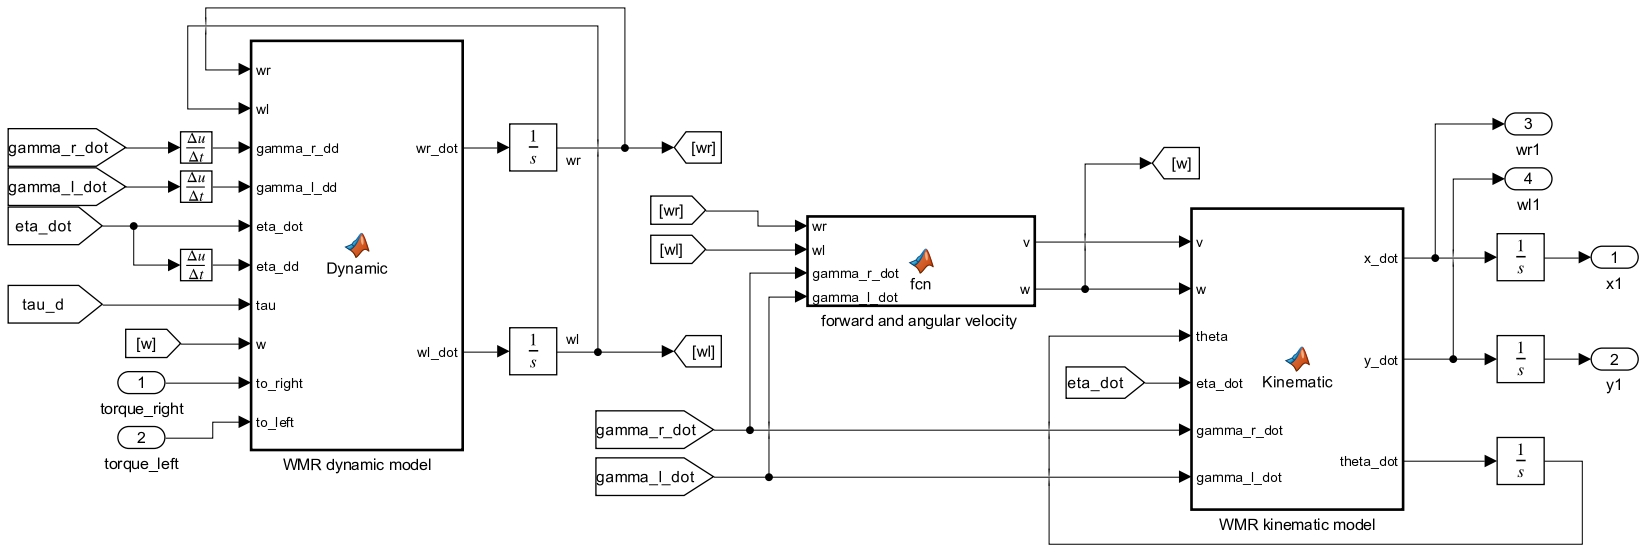 wr
wl
gamma_r_dot
Δu
Δt
gamma_r_dd
gamma_l_dot
Δu
Δt
gamma_l_dd
eta_dot
eta_dot
Δu
Δt
eta_dd
tau_d
tau
[w]
w
1
to_right
torque_right
2
to_left
torque_left
Dynamic
wr_dot
wl_dot
WMR dynamic model
1
s
wr
[wr]
1
s
wl
[wl]
[wr]
[wl]
wr
wl
gamma_r_dot
gamma_l_dot
fcn
v
w
forward and angular velocity
[w]
eta_dot
gamma_r_dot
gamma_l_dot
v
w
theta
eta_dot
gamma_r_dot
gamma_l_dot
Kinematic
x_dot
y_dot
theta_dot
WMR kinematic model
3
wr1
4
wl1
1
s
1
x1
1
s
2
y1
1
s